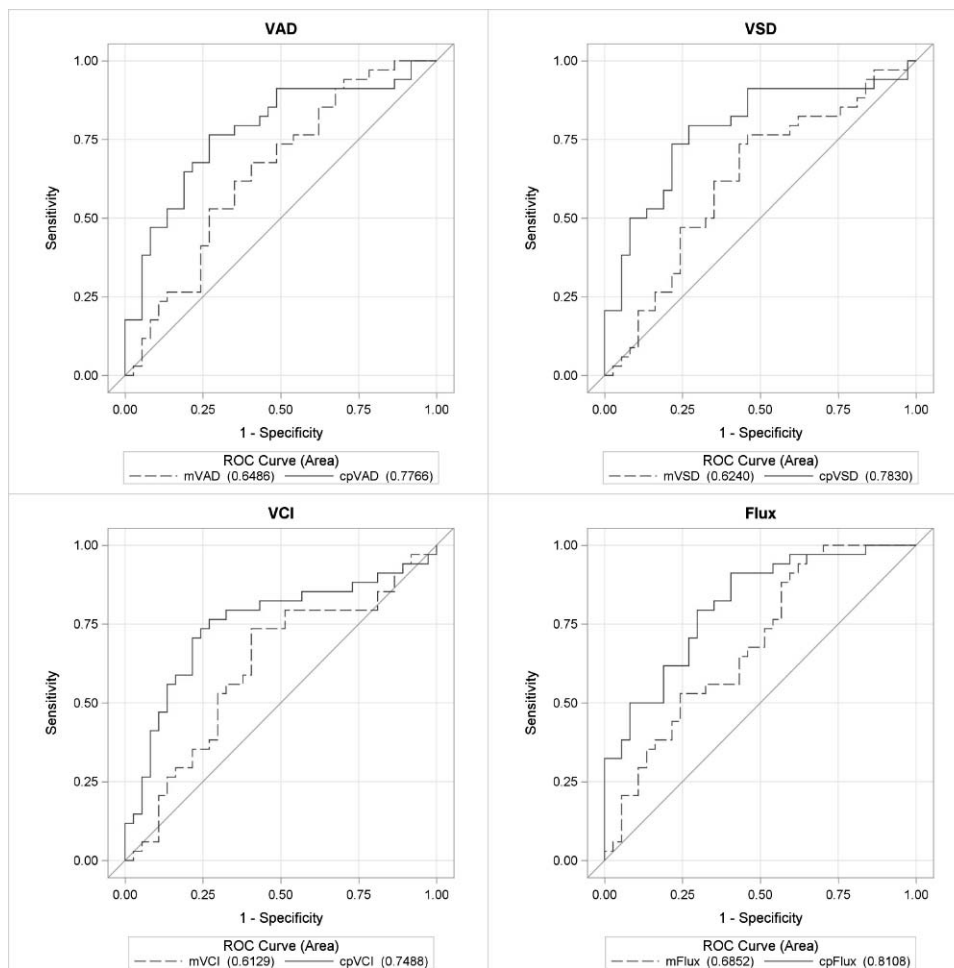 VAD
1.00
0.75
0.50
0.25
0.00
Sensitivity
0.00 0.25 0.50 0.75 1.00
1 - Specificity
ROC Curve (Area)
mVAD (0.6486) cpVAD (0.7766)
VSD
1.00
0.75
0.50
0.25
0.00
Sensitivity
0.00 0.25 0.50 0.75 1.00
1 - Specificity
ROC Curve (Area)
mVSD (0.6240) cpVSD (0.7830)
VCI
1.00
0.75
0.50
0.25
0.00
Sensitivity
0.00 0.25 0.50 0.75 1.00
1 - Specificity
ROC Curve (Area)
mVCI (0.6129) cpVCI (0.7488)
Flux
1.00
0.75
0.50
0.25
0.00
Sensitivity
0.00 0.25 0.50 0.75 1.00
1 - Specificity
ROC Curve (Area)
mFlux (0.6852) cpFlux (0.8108)